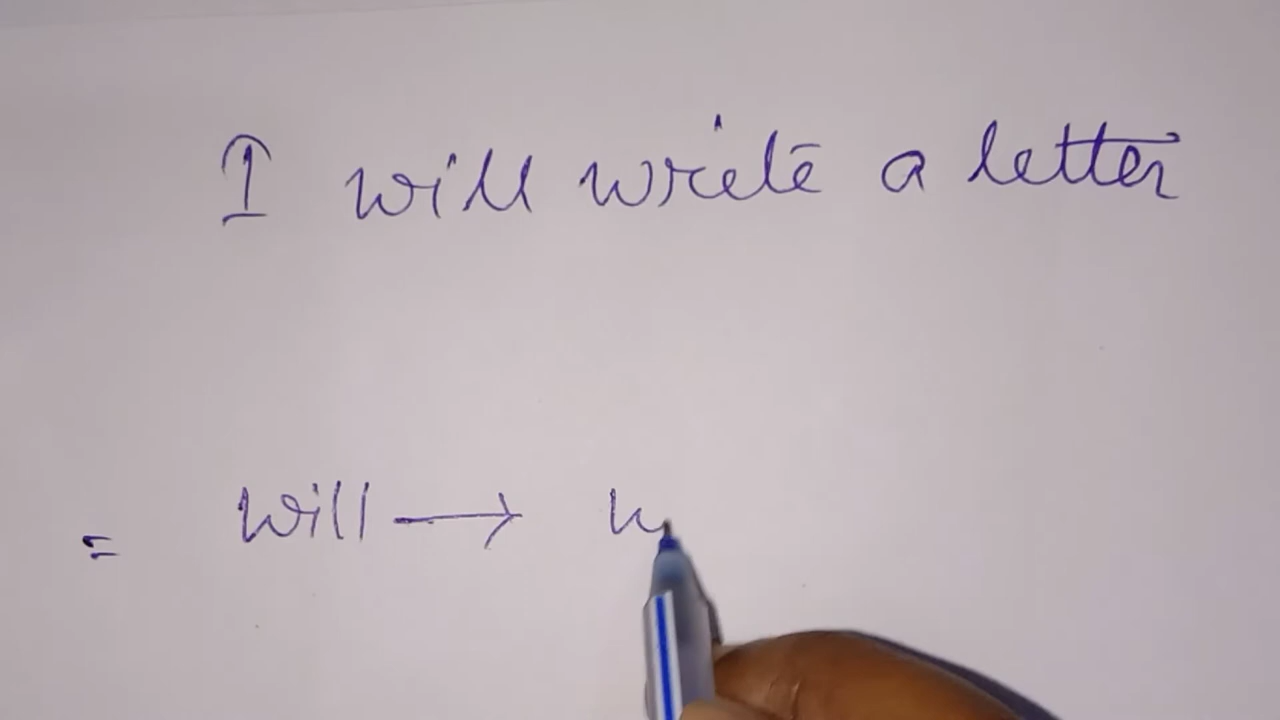 I will write a letter
= will →